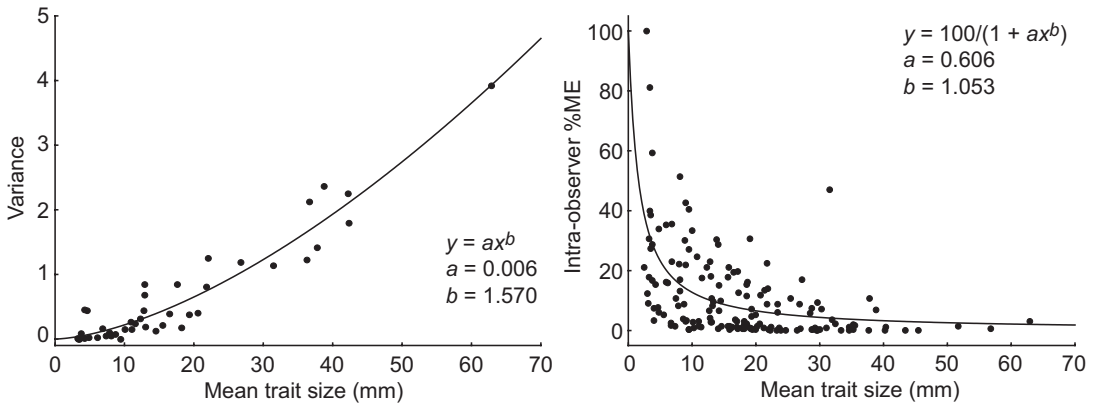 5
4
3
2
1
0
Variance
0
10
20
30
40
50
60
70
Mean trait size (mm)
y = ax^b
a = 0.006
b = 1.570
100
80
60
40
20
0
Intra-observer %ME
0
10
20
30
40
50
60
70
Mean trait size (mm)
y = 100/(1 + ax^b)
a = 0.606
b = 1.053